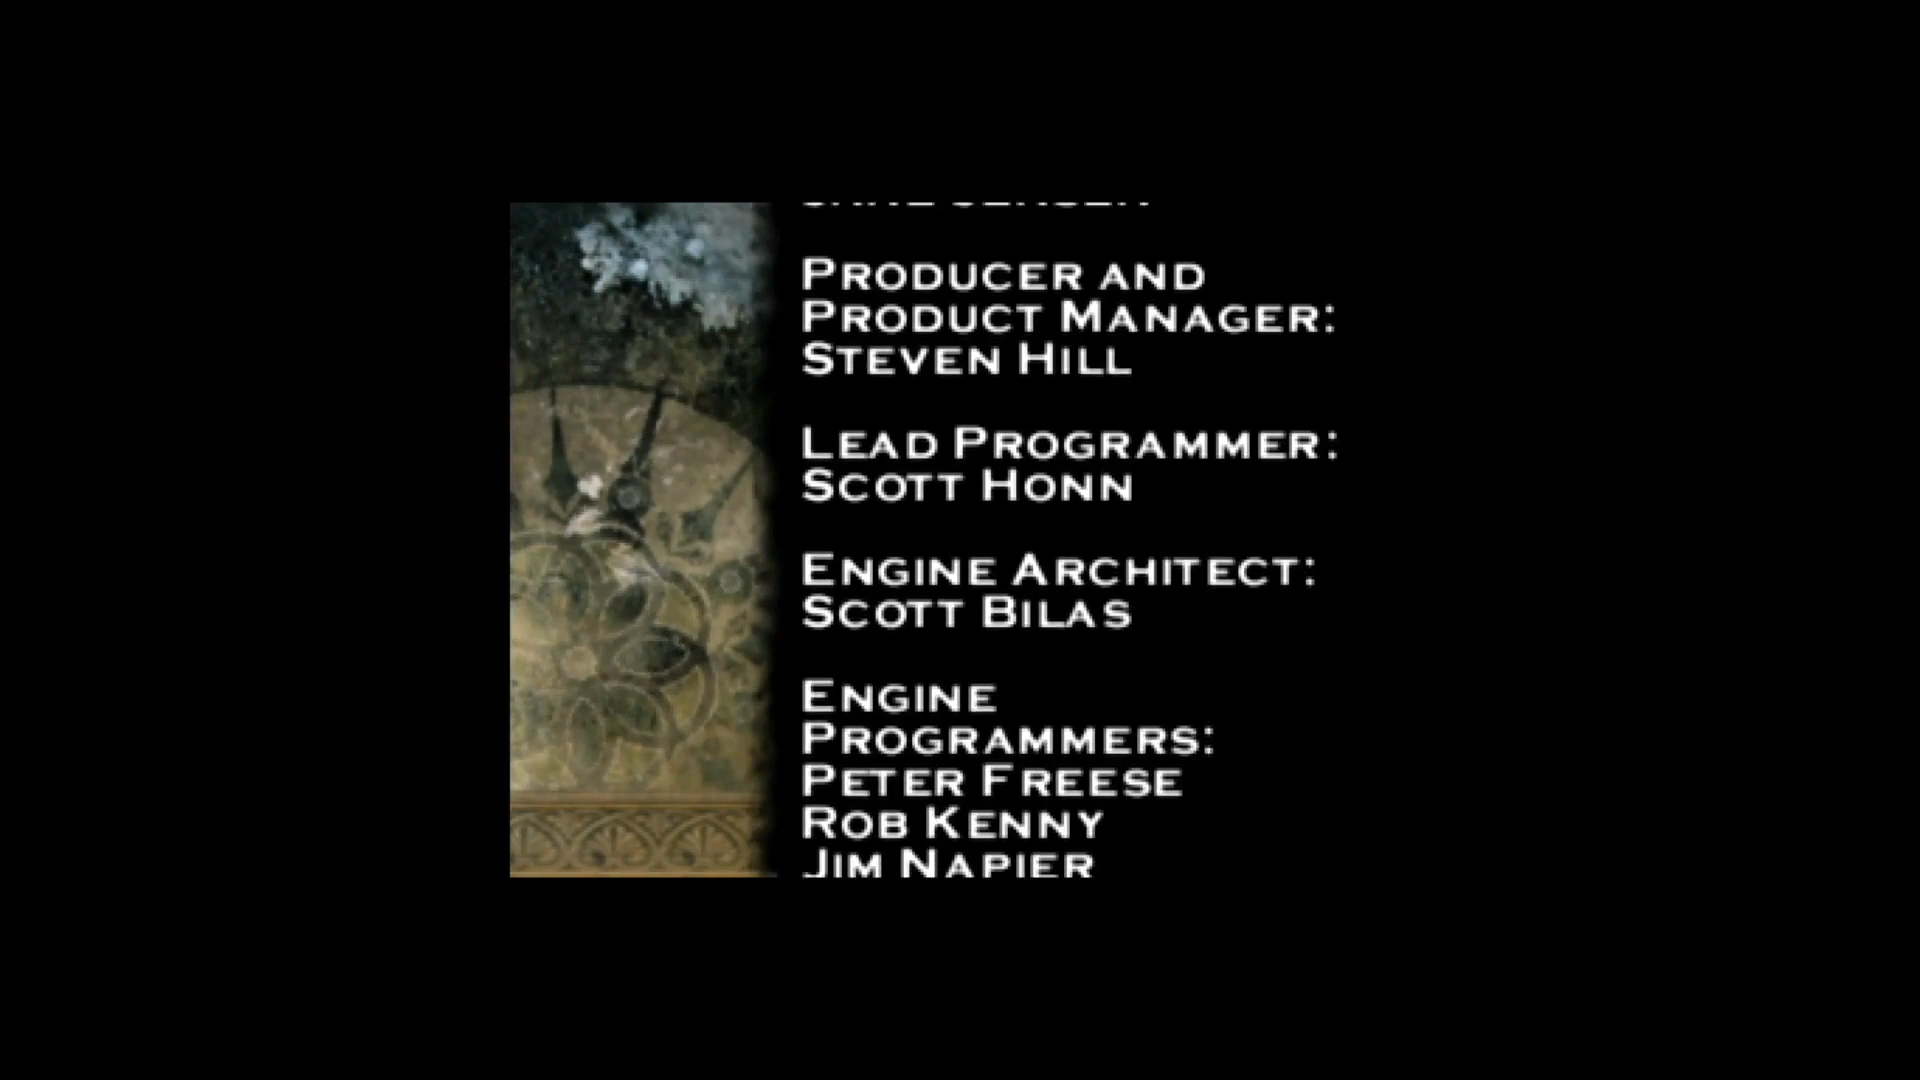 Producer and
Product Manager:
Steven Hill
Lead Programmer:
Scott Honn
Engine Architect:
Scott Bilas
Engine
Programmers:
Peter Freese
Rob Kenny
Jim Napier